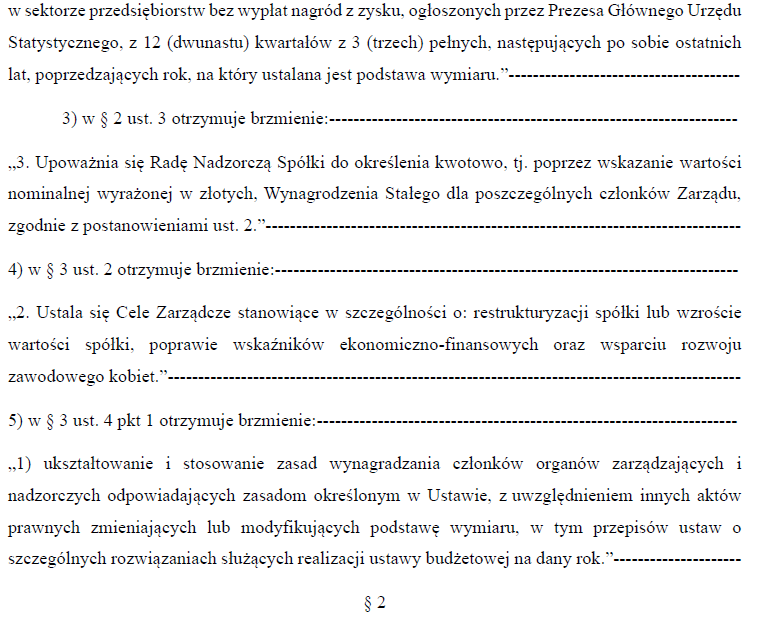 w sektorze przedsiębiorstw bez wypłat nagród z zysku, ogłoszonych przez Prezesa Głównego Urzędu
Statystycznego, z 12 (dwunastu) kwartałów z 3 (trzech) pełnych, następujących po sobie ostatnich
lat, poprzedzających rok, na który ustalana jest podstawa wymiaru.”--------------------------------------
3) w § 2 ust. 3 otrzymuje brzmienie:--------------------------------------------------------------------
„3. Upoważnia się Radę Nadzorczą Spółki do określenia kwotowo, tj. poprzez wskazanie wartości
nominalnej wyrażonej w złotych, Wynagrodzenia Stałego dla poszczególnych członków Zarządu,
zgodnie z postanowieniami ust. 2.”-------------------------------------------------------------------------------
4) w § 3 ust. 2 otrzymuje brzmienie:-----------------------------------------------------------------------------
„2. Ustala się Cele Zarządcze stanowiące w szczególności o: restrukturyzacji spółki lub wzroście
wartości spółki, poprawie wskaźników ekonomiczno-finansowych oraz wsparciu rozwoju
zawodowego kobiet.”-----------------------------------------------------------------------------------------------
5) w § 3 ust. 4 pkt 1 otrzymuje brzmienie:----------------------------------------------------------------------
„1) ukształtowanie i stosowanie zasad wynagradzania członków organów zarządzających i
nadzorczych odpowiadających zasadom określonym w Ustawie, z uwzględnieniem innych aktów
prawnych zmieniających lub modyfikujących podstawę wymiaru, w tym przepisów ustaw o
szczególnych rozwiązaniach służących realizacji ustawy budżetowej na dany rok.”---------------------
§ 2